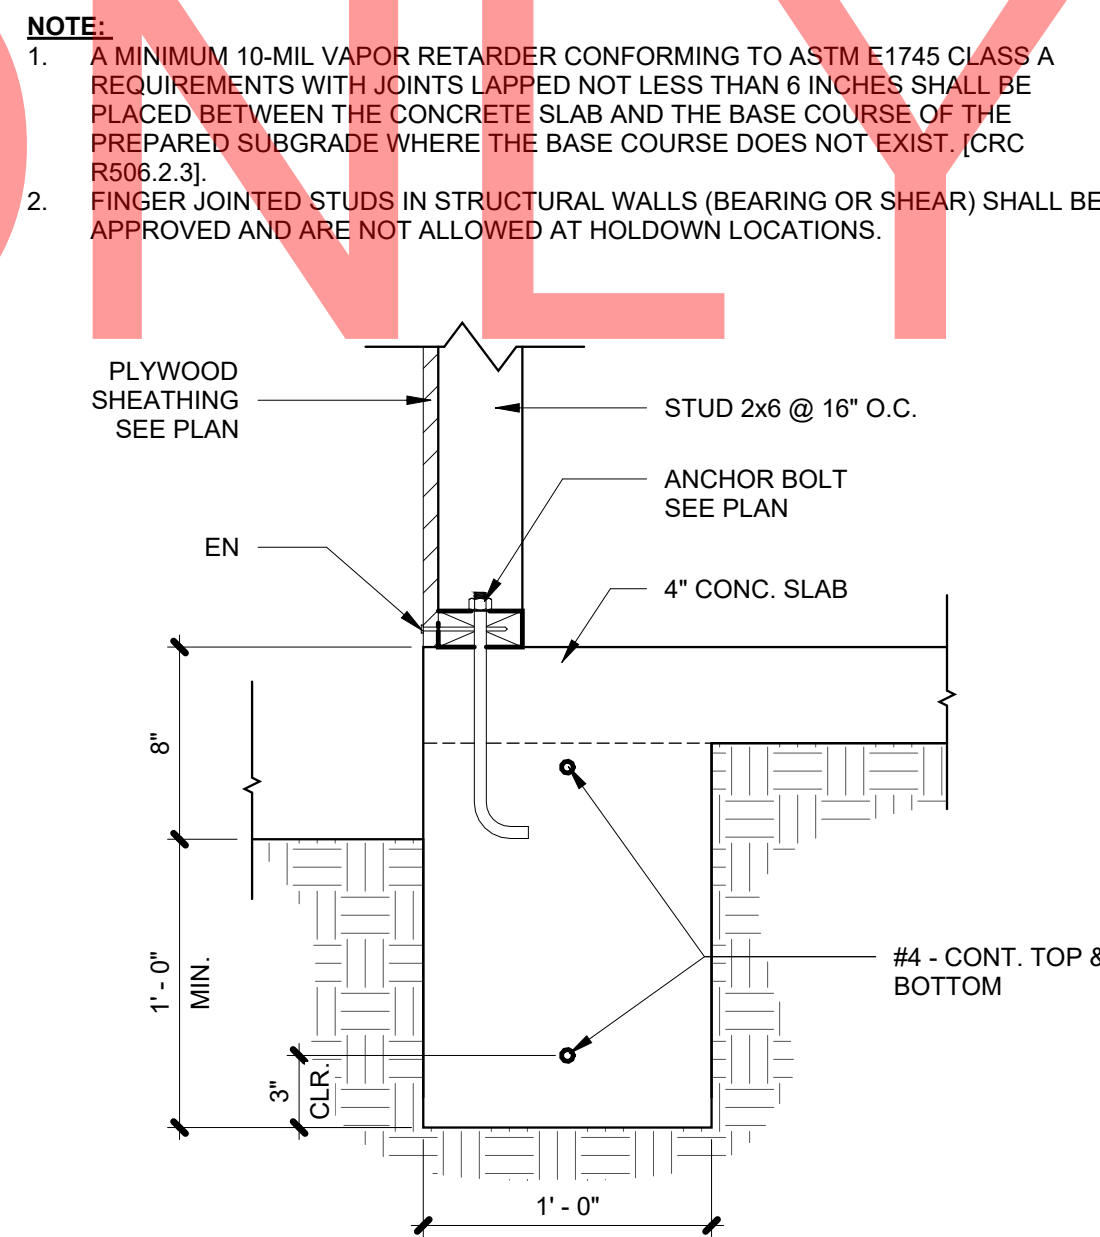 NOTE:
1. A MINIMUM 10-MIL VAPOR RETARDER CONFORMING TO ASTM E1745 CLASS A
REQUIREMENTS WITH JOINTS LAPPED NOT LESS THAN 6 INCHES SHALL BE
PLACED BETWEEN THE CONCRETE SLAB AND THE BASE COURSE OF THE
PREPARED SUBGRADE WHERE THE BASE COURSE DOES NOT EXIST. [CRC
R506.2.3].
2. FINGER JOINTED STUDS IN STRUCTURAL WALLS (BEARING OR SHEAR) SHALL BE
APPROVED AND ARE NOT ALLOWED AT HOLDOWN LOCATIONS.
ONLY
PLYWOOD
SHEATHING
SEE PLAN
STUD 2x6 @ 16" O.C.
ANCHOR BOLT
SEE PLAN
EN
4" CONC. SLAB
8"
1' - 0"
MIN.
#4 - CONT. TOP &
BOTTOM
3"
CLR.
1' - 0"